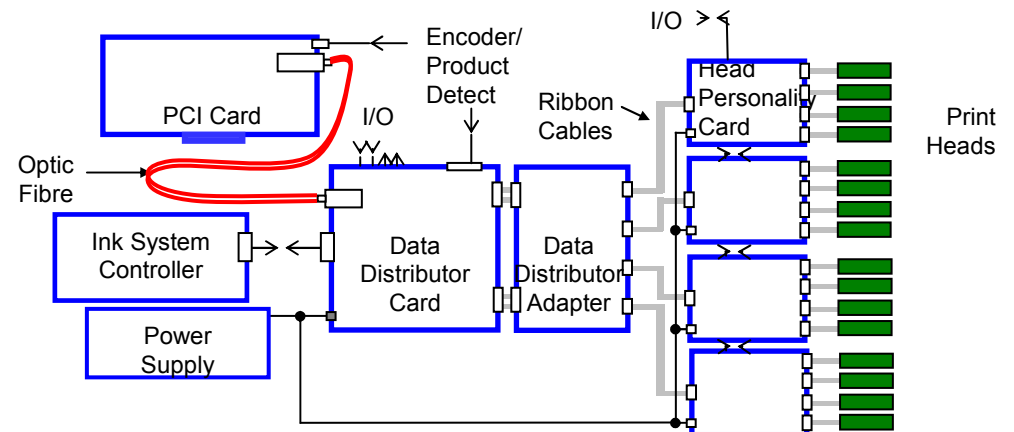 I/O
Encoder/
Product
Detect
PCI Card
I/O
Ribbon
Cables
Head
Personality
Card
Print
Heads
Optic
Fibre
Ink System
Controller
Data
Distributor
Card
Data
Distributor
Adapter
Power
Supply